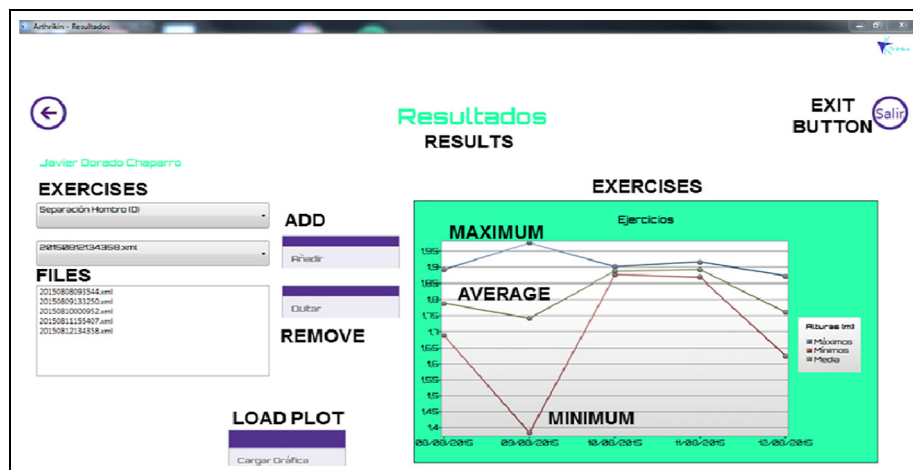 Arthrikin - Resultados
Resultados
RESULTS
EXIT
BUTTON
Salir
Javier Dorado Chaparro
EXERCISES
Separación Hombro (D)
20150812134358.xml
FILES
20150808093544.xml
20150809131250.xml
20150810000952.xml
20150811155407.xml
20150812134358.xml
ADD
Añadir
Quitar
REMOVE
LOAD PLOT
Cargar Gráfica
EXERCISES
Ejercicios
MAXIMUM
AVERAGE
MINIMUM
1,95
1,9
1,85
1,8
1,75
1,7
1,65
1,6
1,55
1,5
1,45
1,4
08/08/2015 09/08/2015 10/08/2015 11/08/2015 12/08/2015
Alturas (m)
Máximos
Mínimos
Media